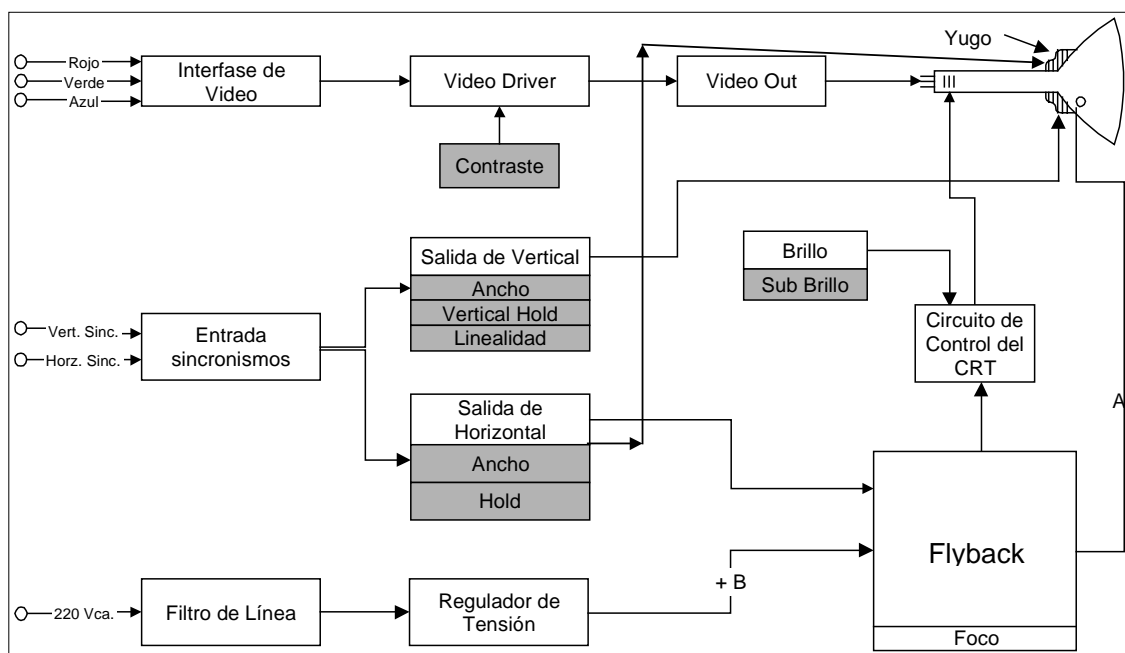 Yugo
Rojo
Verde
Azul
Interfase de
Video
Video Driver
Video Out
Contraste
Salida de Vertical
Ancho
Vertical Hold
Linealidad
Brillo
Sub Brillo
Vert. Sinc.
Horz. Sinc.
Entrada
sincronismos
Circuito de
Control del
CRT
Salida de
Horizontal
Ancho
Hold
A
Flyback
Foco
+ B
220 Vca.
Filtro de Línea
Regulador de
Tensión